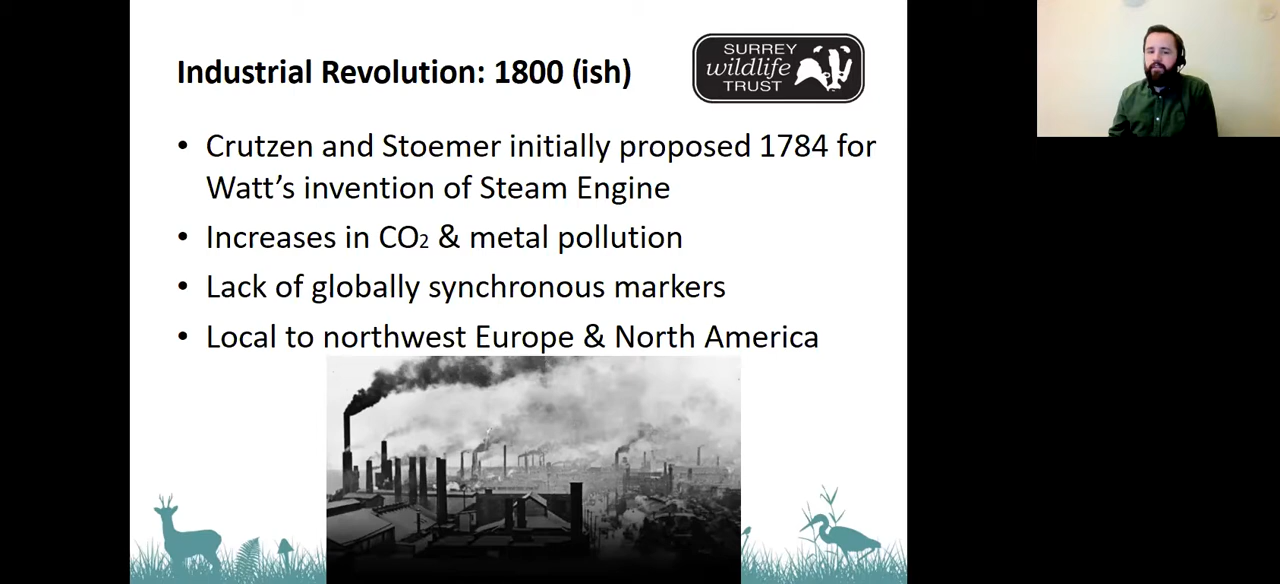 Industrial Revolution: 1800 (ish)
SURREY
wildlife
TRUST
• Crutzen and Stoemer initially proposed 1784 for
Watt’s invention of Steam Engine
• Increases in CO₂ & metal pollution
• Lack of globally synchronous markers
• Local to northwest Europe & North America